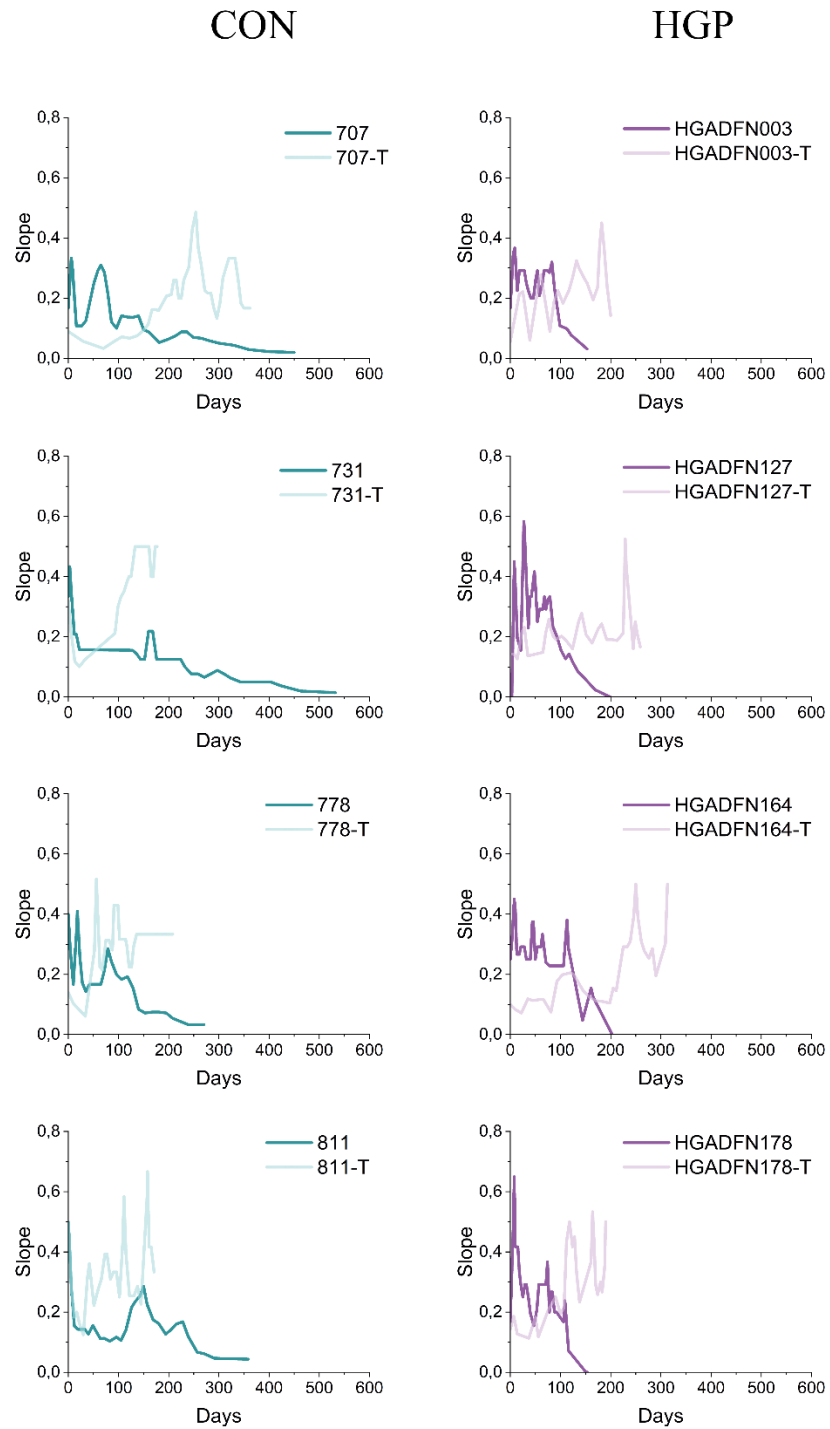 CON HGP
0,8 707 0,8 HGADFN003
707-T HGADFN003-T
0,6 0,6
Slope 0,4 Slope 0,4
0,2 0,2
0,0 0,0
0 100 200 300 400 500 600 0 100 200 300 400 500 600
Days Days
0,8 731 0,8 HGADFN127
731-T HGADFN127-T
0,6 0,6
Slope 0,4 Slope 0,4
0,2 0,2
0,0 0,0
0 100 200 300 400 500 600 0 100 200 300 400 500 600
Days Days
0,8 778 0,8 HGADFN164
778-T HGADFN164-T
0,6 0,6
Slope 0,4 Slope 0,4
0,2 0,2
0,0 0,0
0 100 200 300 400 500 600 0 100 200 300 400 500 600
Days Days
0,8 811 0,8 HGADFN178
811-T HGADFN178-T
0,6 0,6
Slope 0,4 Slope 0,4
0,2 0,2
0,0 0,0
0 100 200 300 400 500 600 0 100 200 300 400 500 600
Days Days